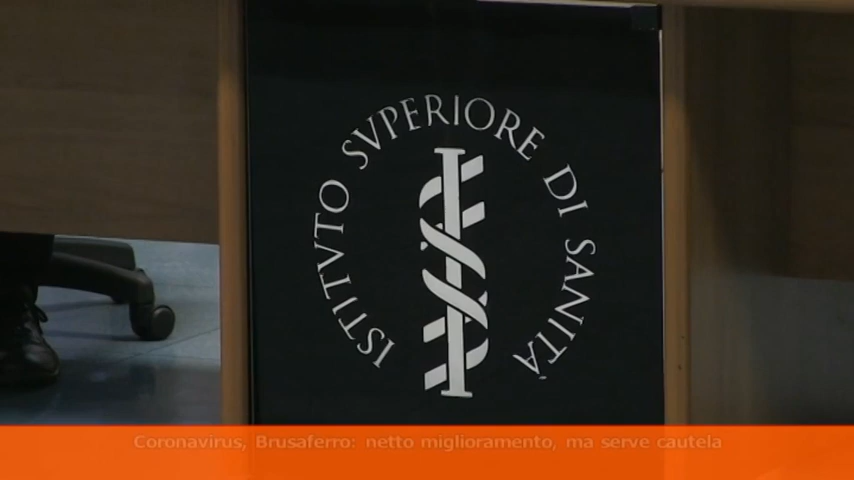 ISTITVTO SVPERIORE DI SANITÀ
Coronavirus, Brusaferro: netto miglioramento, ma serve cautela